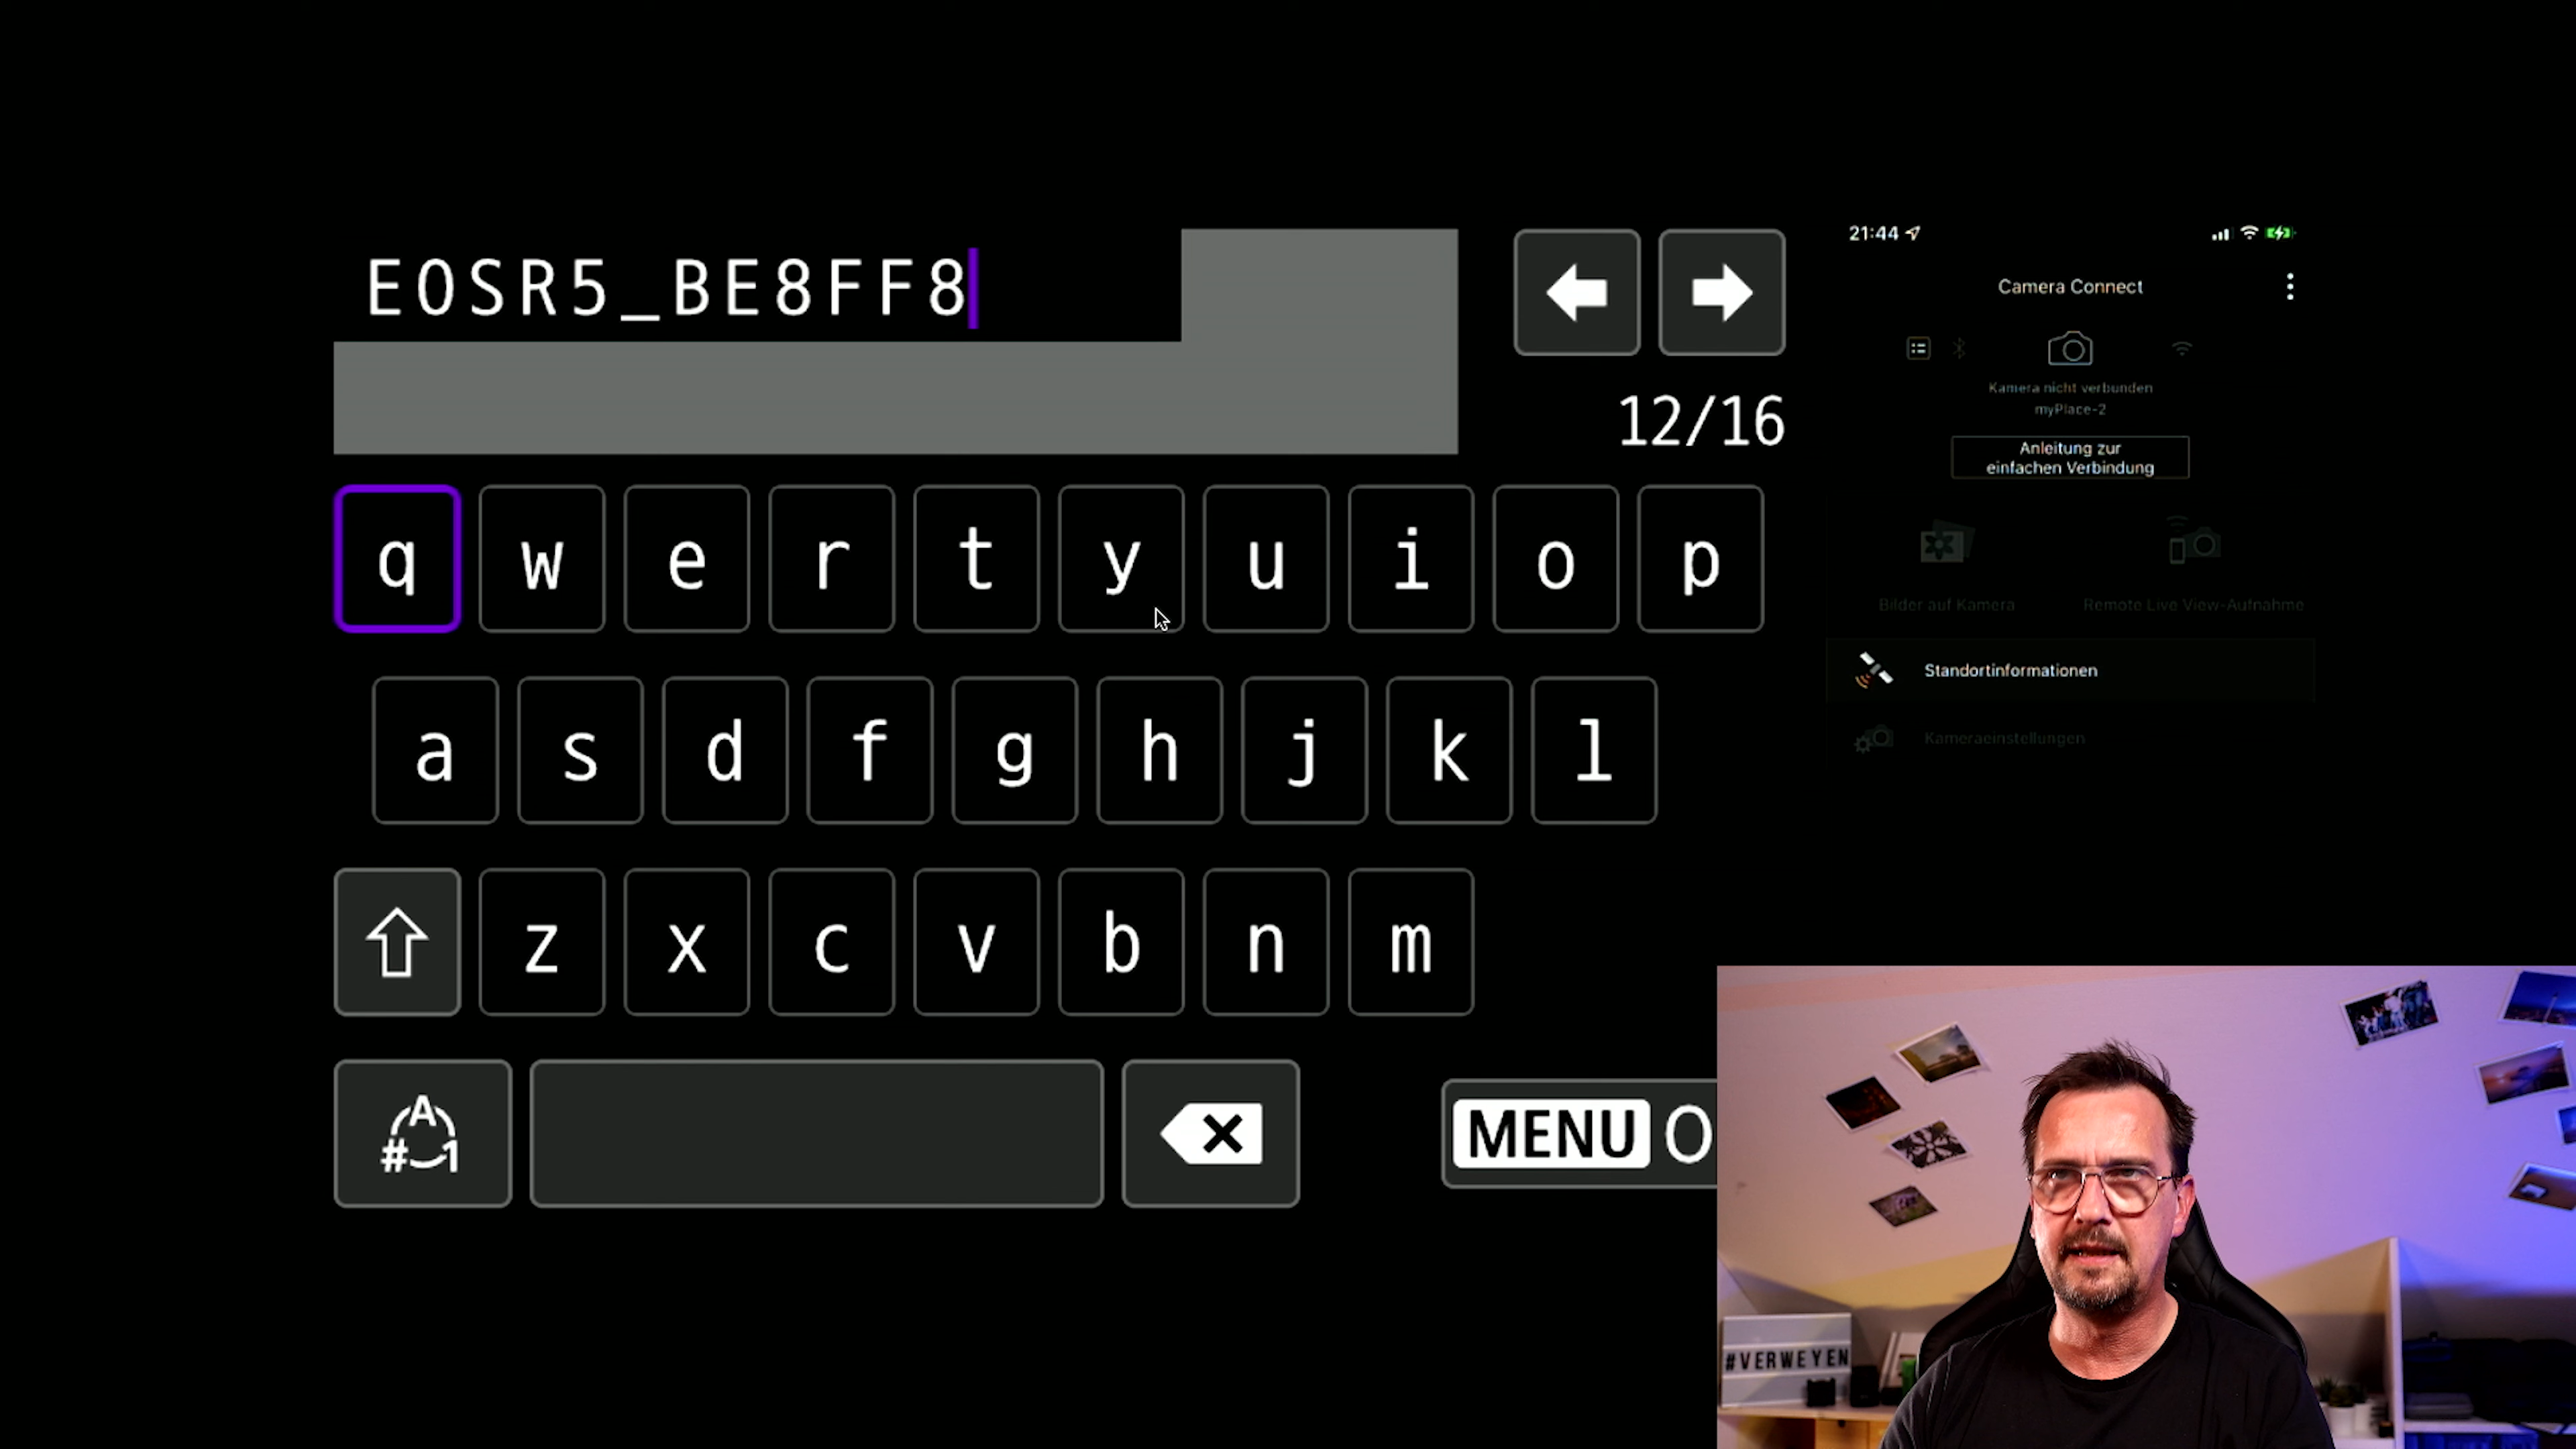 EOSR5_BE8FF8
12/16
q w e r t y u i o p
a s d f g h j k l
z x c v b n m
A
#
1
MENU O
21:44
Camera Connect
Kamera nicht verbunden
myPlace-2
Anleitung zur
einfachen Verbindung
Bilder auf Kamera
Remote Live View-Aufnahme
Standortinformationen
Kameraeinstellungen
#VERWEYEN